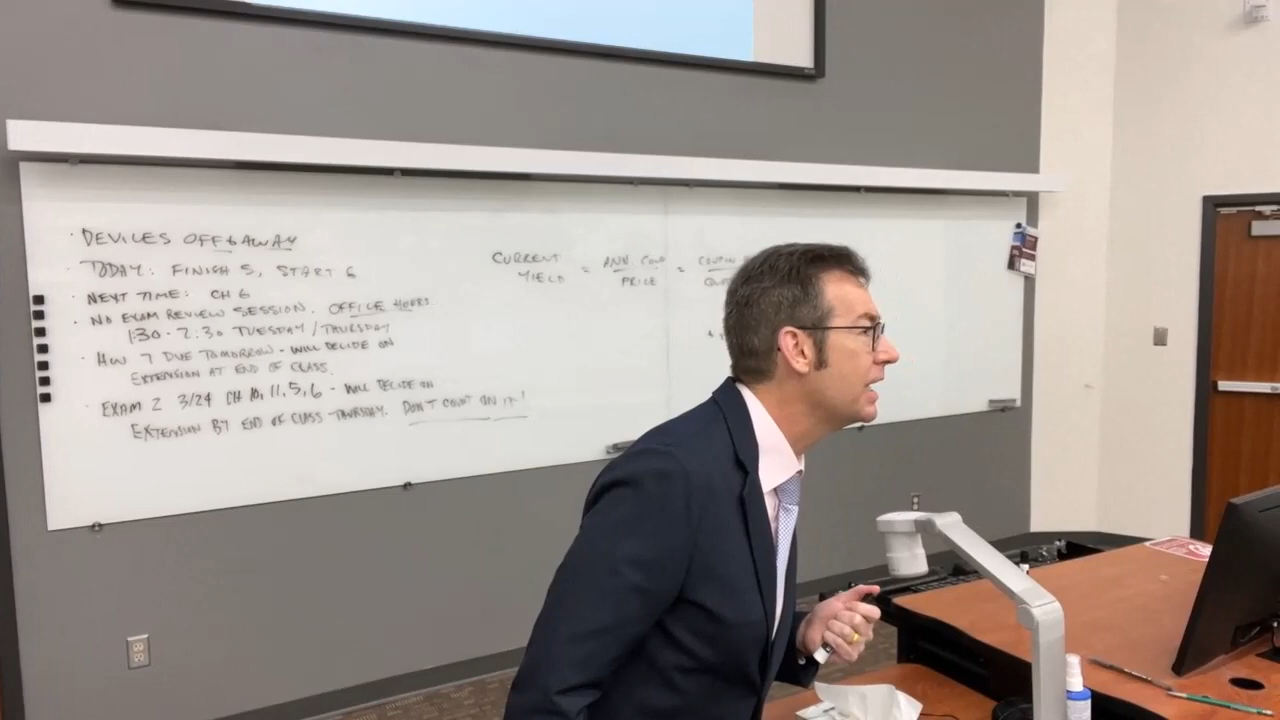 · DEVICES OFF & AWAY
· TODAY: FINISH 5, START 6
· NEXT TIME: CH 6
· NO EXAM REVIEW SESSION. OFFICE HOURS
1:30-2:30 TUESDAY/THURSDAY
· HW 7 DUE TOMORROW - WILL DECIDE ON
EXTENSION AT END OF CLASS.
· EXAM 2 3/24 CH 10, 11, 5, 6 - WILL DECIDE ON
EXTENSION BY END OF CLASS THURSDAY. DON'T COUNT ON IT!
CURRENT YIELD = ANN. COUP / PRICE = COUPON